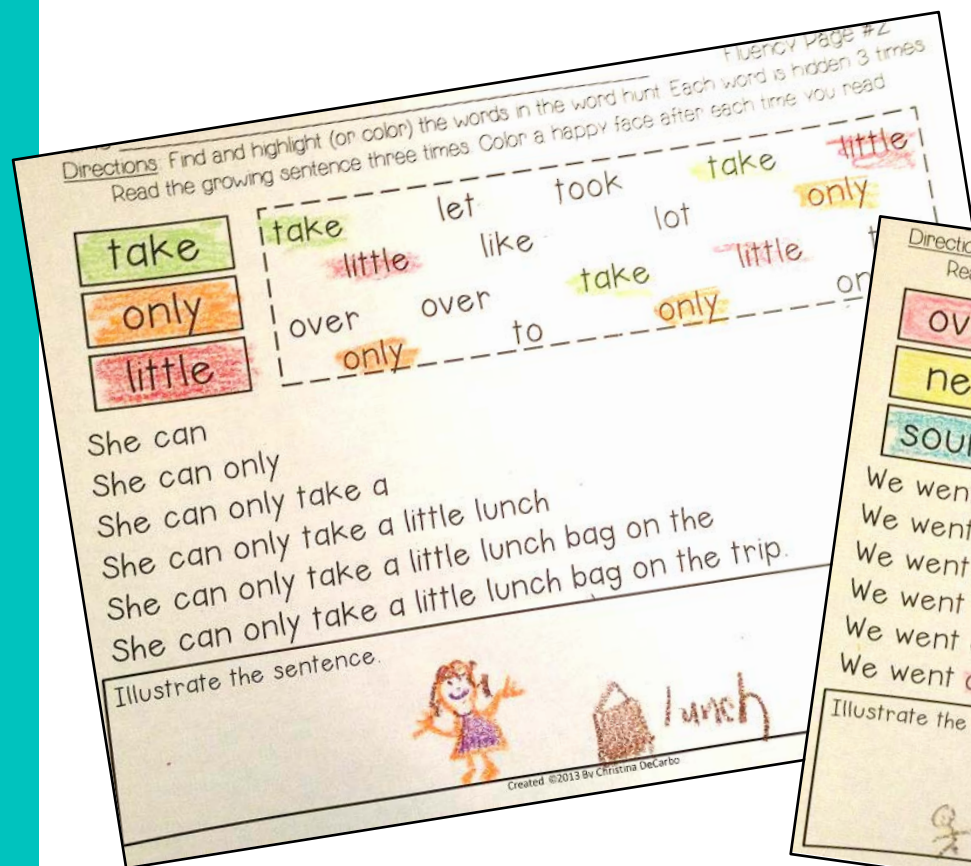 Fluency Page #2
Directions: Find and highlight (or color) the words in the word hunt. Each word is hidden 3 times.
Read the growing sentence three times. Color a happy face after each time you read.
take
only
little
take let took take little
little like lot only
over over take little
only to only
She can
She can only
She can only take a
She can only take a little lunch
She can only take a little lunch bag on the
She can only take a little lunch bag on the trip.
Illustrate the sentence.
lunch
Created ©2013 By Christina DeCarbo
We went
We went
We went
We went
We went
Illustrate the